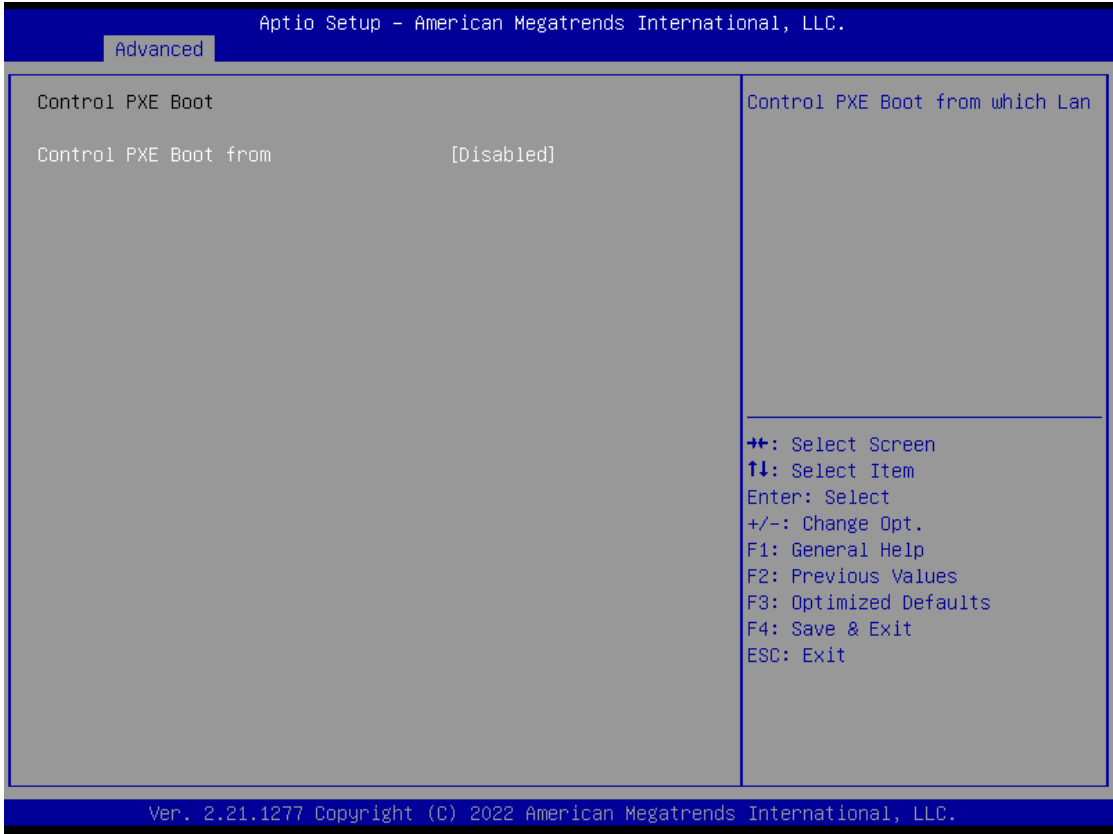 Aptio Setup – American Megatrends International, LLC.
Advanced
Control PXE Boot
Control PXE Boot from [Disabled]
Control PXE Boot from which Lan
→←: Select Screen
↑↓: Select Item
Enter: Select
+/-: Change Opt.
F1: General Help
F2: Previous Values
F3: Optimized Defaults
F4: Save & Exit
ESC: Exit
Ver. 2.21.1277 Copyright (C) 2022 American Megatrends International, LLC.